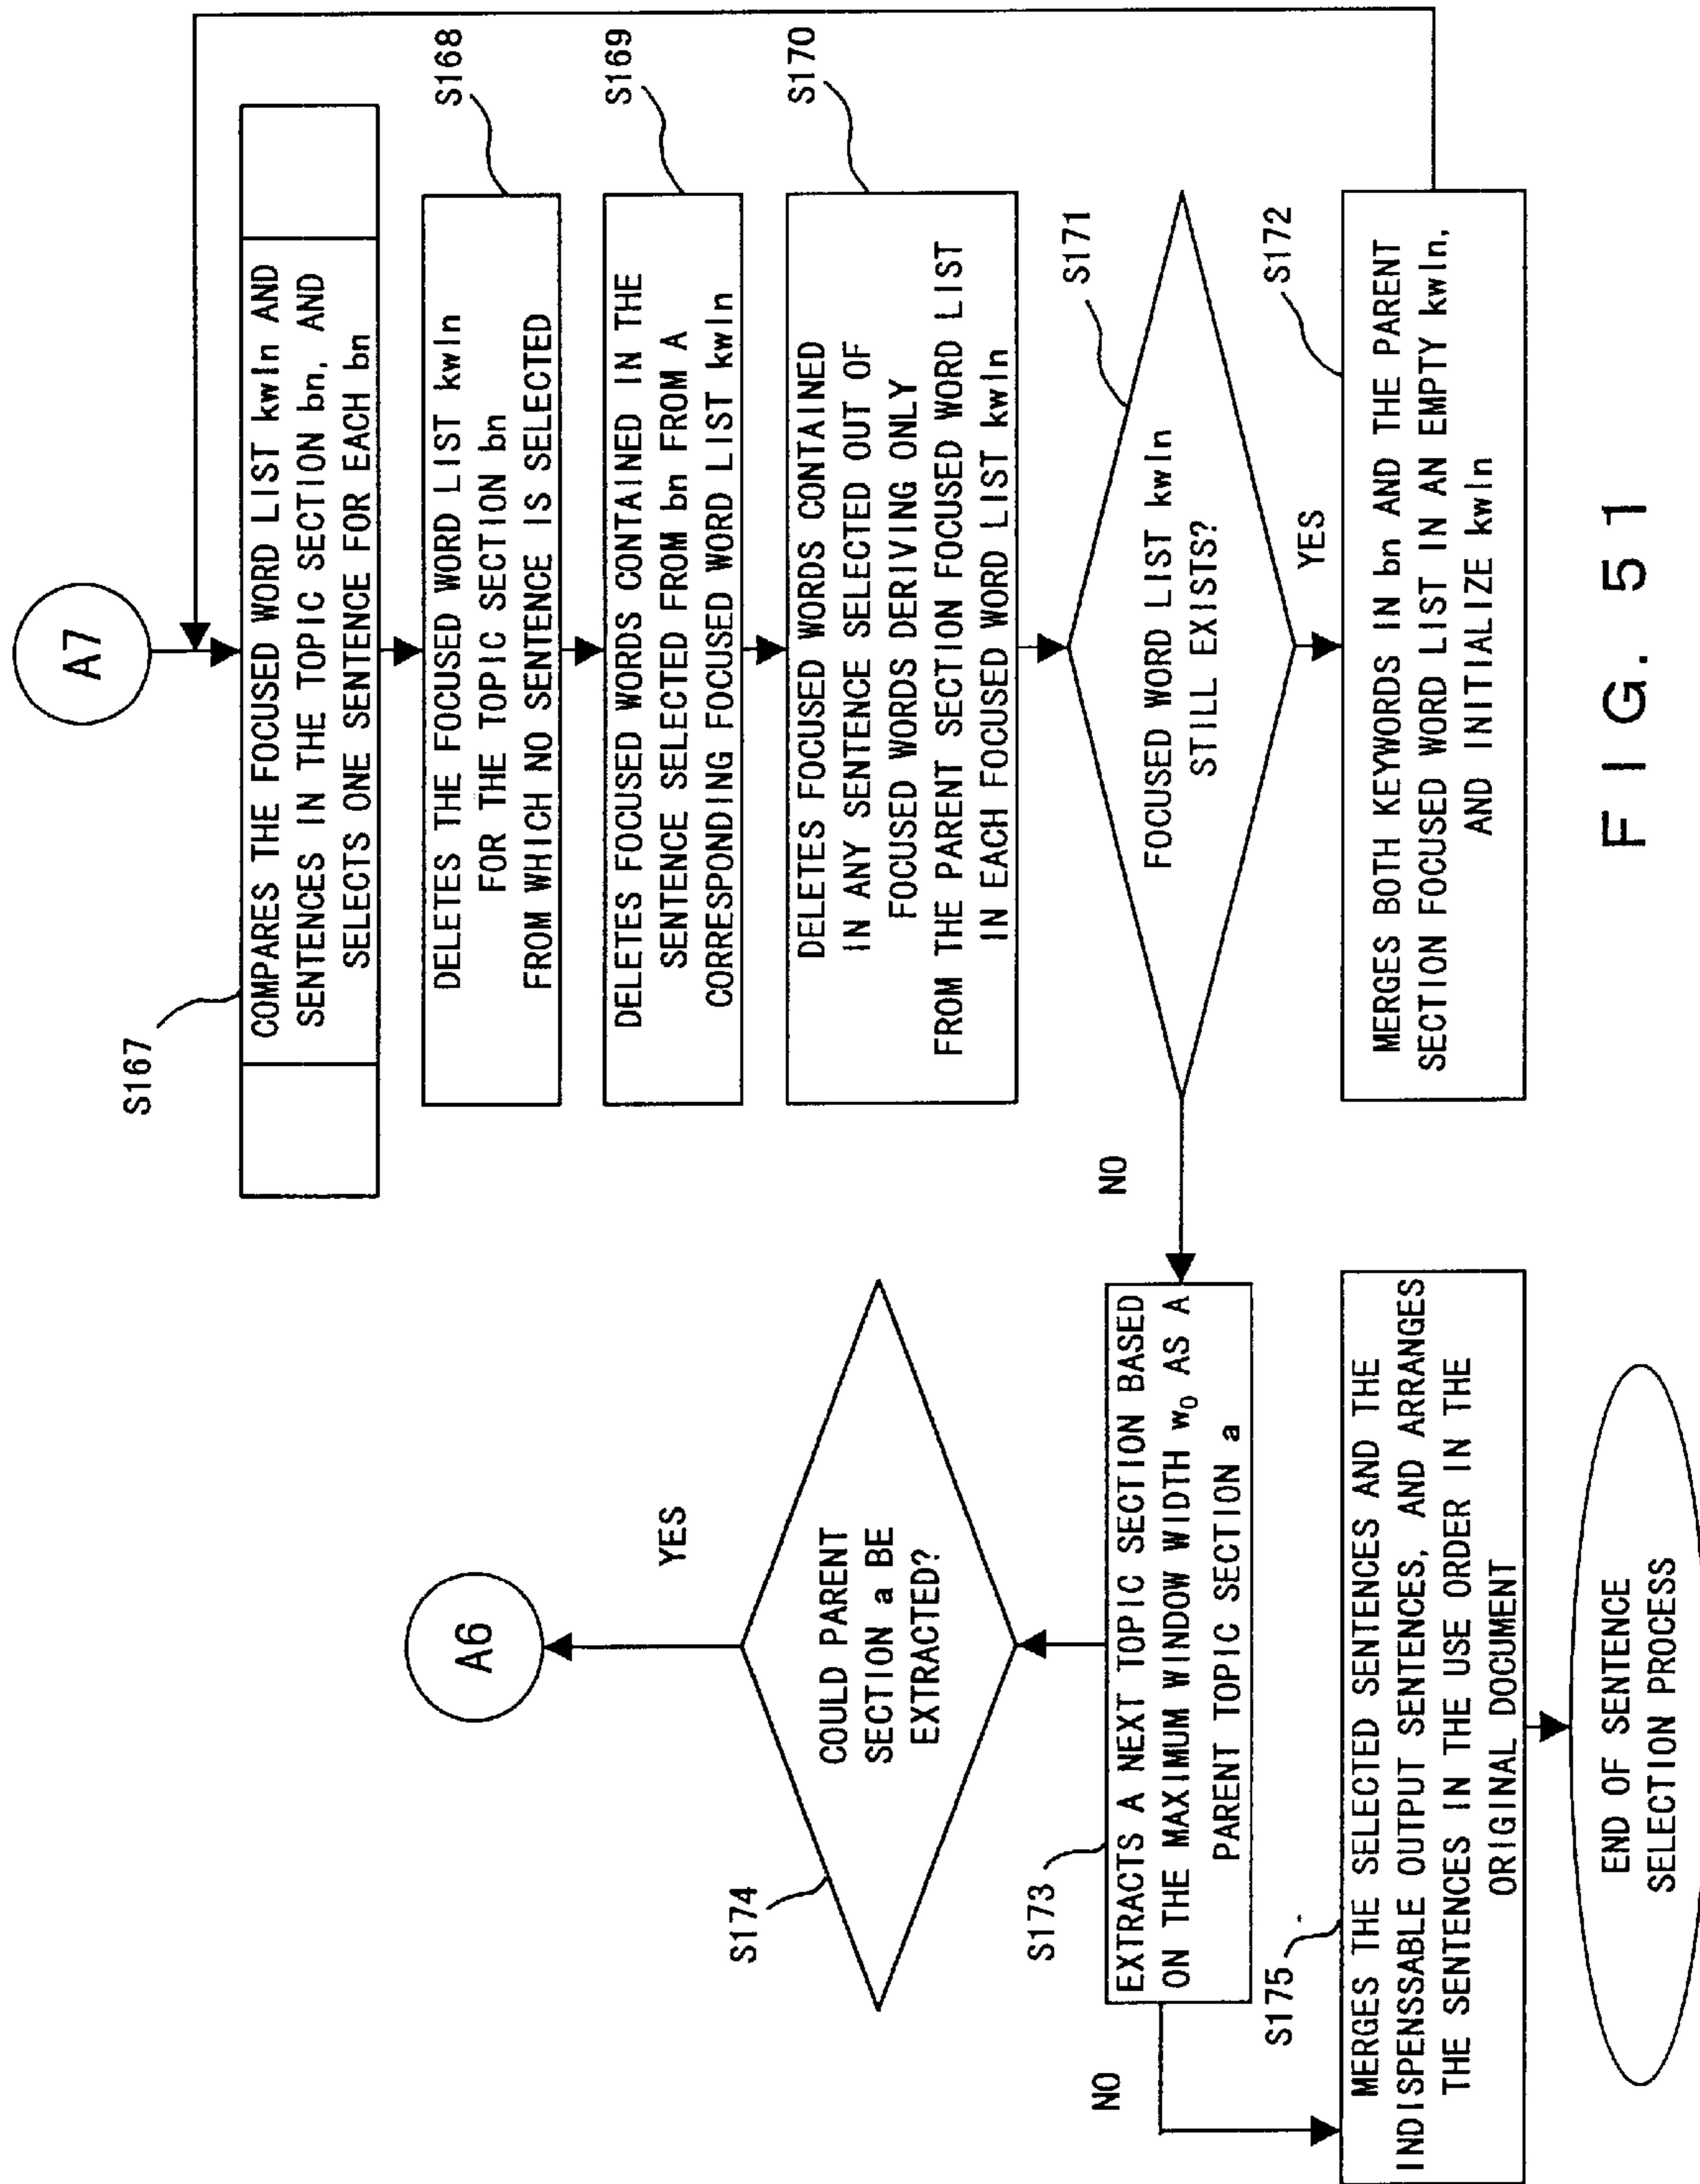 A7
S167
COMPARES THE FOCUSED WORD LIST kwln AND
SENTENCES IN THE TOPIC SECTION bn, AND
SELECTS ONE SENTENCE FOR EACH bn
S168
DELETES THE FOCUSED WORD LIST kwln
FOR THE TOPIC SECTION bn
FROM WHICH NO SENTENCE IS SELECTED
S169
DELETES FOCUSED WORDS CONTAINED IN THE
SENTENCE SELECTED FROM bn FROM A
CORRESPONDING FOCUSED WORD LIST kwln
S170
DELETES FOCUSED WORDS CONTAINED
IN ANY SENTENCE SELECTED OUT OF
FOCUSED WORDS DERIVING ONLY
FROM THE PARENT SECTION FOCUSED WORD LIST
IN EACH FOCUSED WORD LIST kwln
S171
FOCUSED WORD LIST kwln
STILL EXISTS?
YES
NO
S172
MERGES BOTH KEYWORDS IN bn AND THE PARENT
SECTION FOCUSED WORD LIST IN AN EMPTY kwln,
AND INITIALIZE kwln
A6
YES
S174
COULD PARENT
SECTION a BE
EXTRACTED?
S173
EXTRACTS A NEXT TOPIC SECTION BASED
ON THE MAXIMUM WINDOW WIDTH w0 AS A
PARENT TOPIC SECTION a
NO
S175
MERGES THE SELECTED SENTENCES AND THE
INDISPENSSABLE OUTPUT SENTENCES, AND ARRANGES
THE SENTENCES IN THE USE ORDER IN THE
ORIGINAL DOCUMENT
END OF SENTENCE
SELECTION PROCESS
FIG. 51